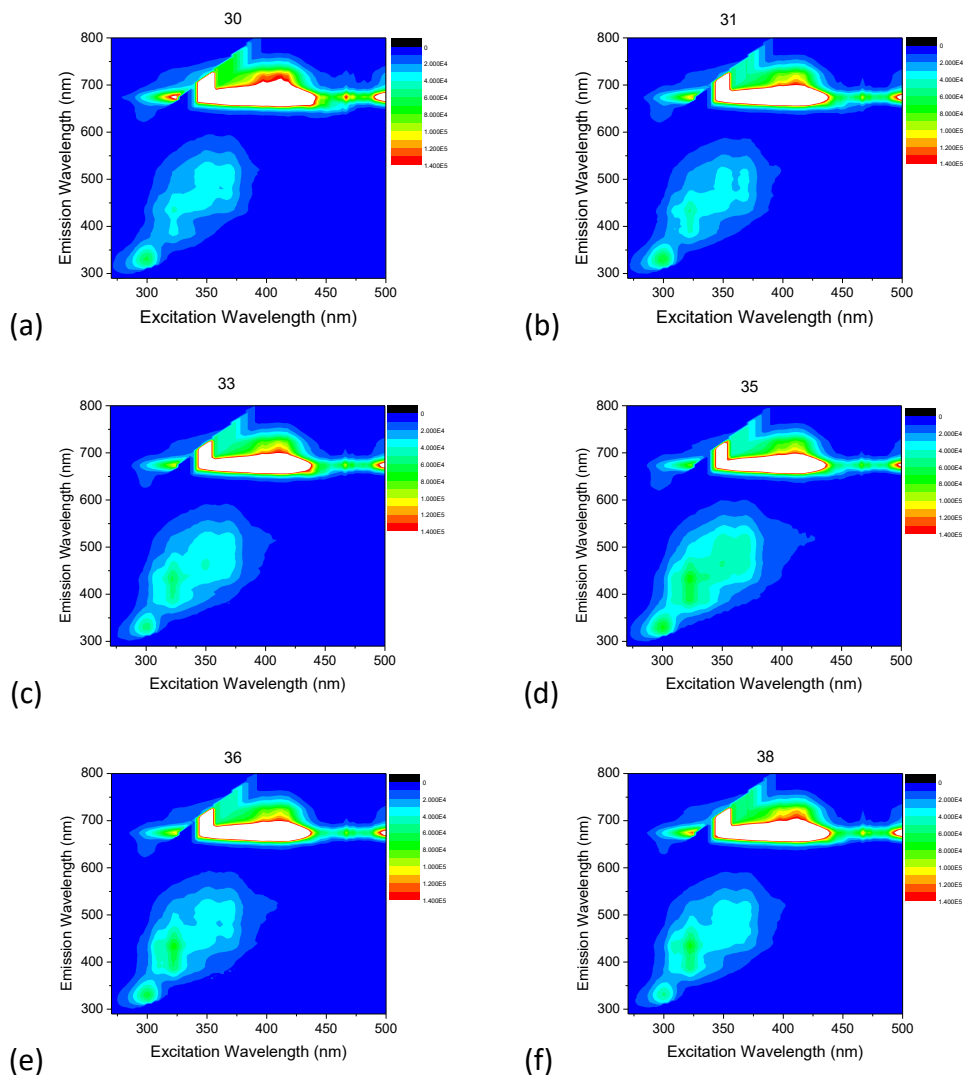 30
800
700
600
500
400
300
300
350
400
450
500
Emission Wavelength (nm)
Excitation Wavelength (nm)
0
2.000E4
4.000E4
6.000E4
8.000E4
1.000E5
1.200E5
1.400E5
(a)
31
800
700
600
500
400
300
300
350
400
450
500
Emission Wavelength (nm)
Excitation Wavelength (nm)
0
2.000E4
4.000E4
6.000E4
8.000E4
1.000E5
1.200E5
1.400E5
(b)
33
800
700
600
500
400
300
300
350
400
450
500
Emission Wavelength (nm)
Excitation Wavelength (nm)
0
2.000E4
4.000E4
6.000E4
8.000E4
1.000E5
1.200E5
1.400E5
(c)
35
800
700
600
500
400
300
300
350
400
450
500
Emission Wavelength (nm)
Excitation Wavelength (nm)
0
2.000E4
4.000E4
6.000E4
8.000E4
1.000E5
1.200E5
1.400E5
(d)
36
800
700
600
500
400
300
300
350
400
450
500
Emission Wavelength (nm)
Excitation Wavelength (nm)
0
2.000E4
4.000E4
6.000E4
8.000E4
1.000E5
1.200E5
1.400E5
(e)
38
800
700
600
500
400
300
300
350
400
450
500
Emission Wavelength (nm)
Excitation Wavelength (nm)
0
2.000E4
4.000E4
6.000E4
8.000E4
1.000E5
1.200E5
1.400E5
(f)